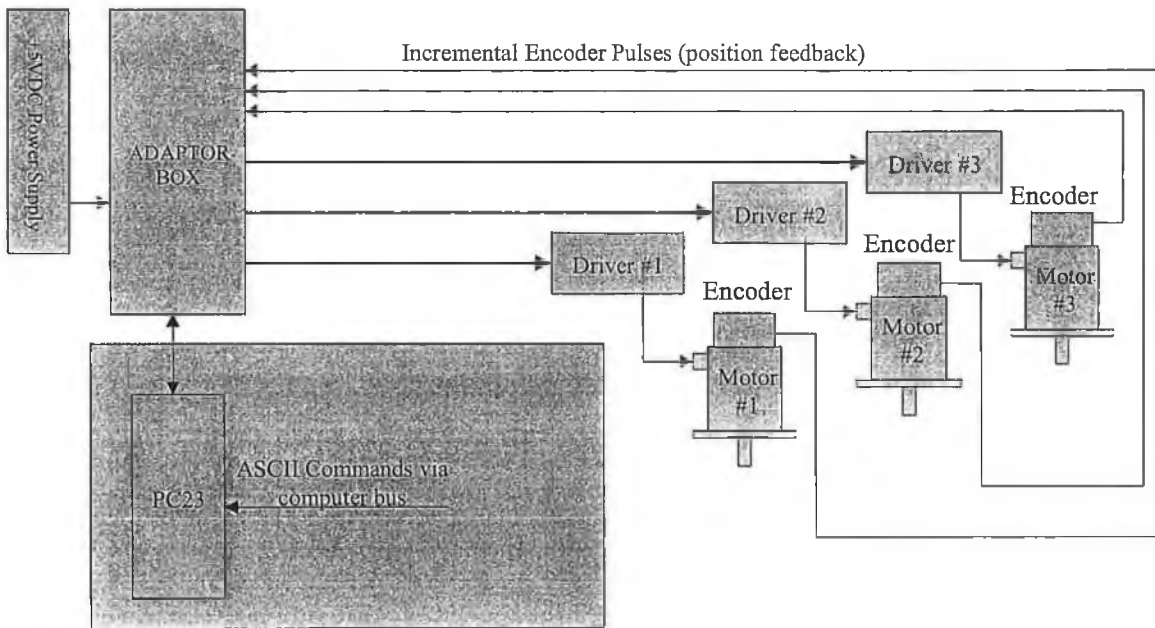 +5VDC Power Supply
Incremental Encoder Pulses (position feedback)
ADAPTOR
BOX
Driver #3
Encoder
Driver #2
Encoder
Motor
#3
Driver #1
Encoder
Motor
#2
Motor
#1
ASCII Commands via
computer bus
PC23